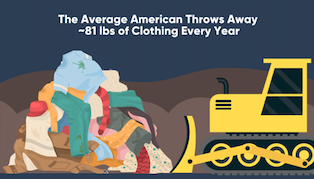 The Average American Throws Away
~81 lbs of Clothing Every Year